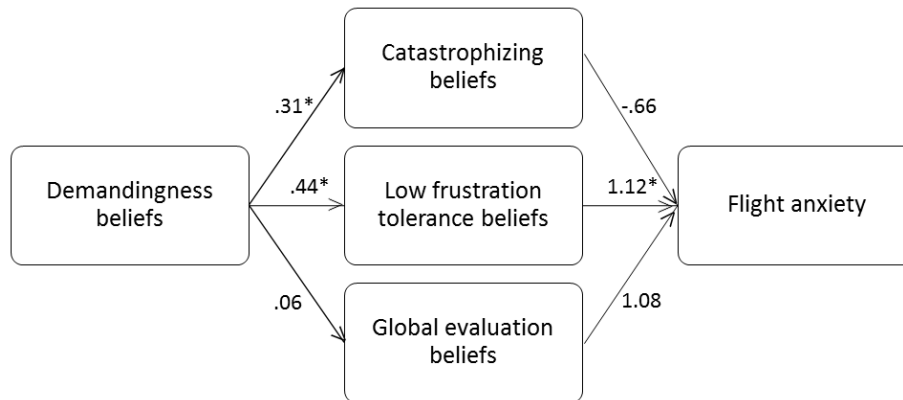 Catastrophizing
beliefs
.31*
-.66
Demandingness
beliefs
.44*
Low frustration
tolerance beliefs
1.12*
Flight anxiety
.06
1.08
Global evaluation
beliefs